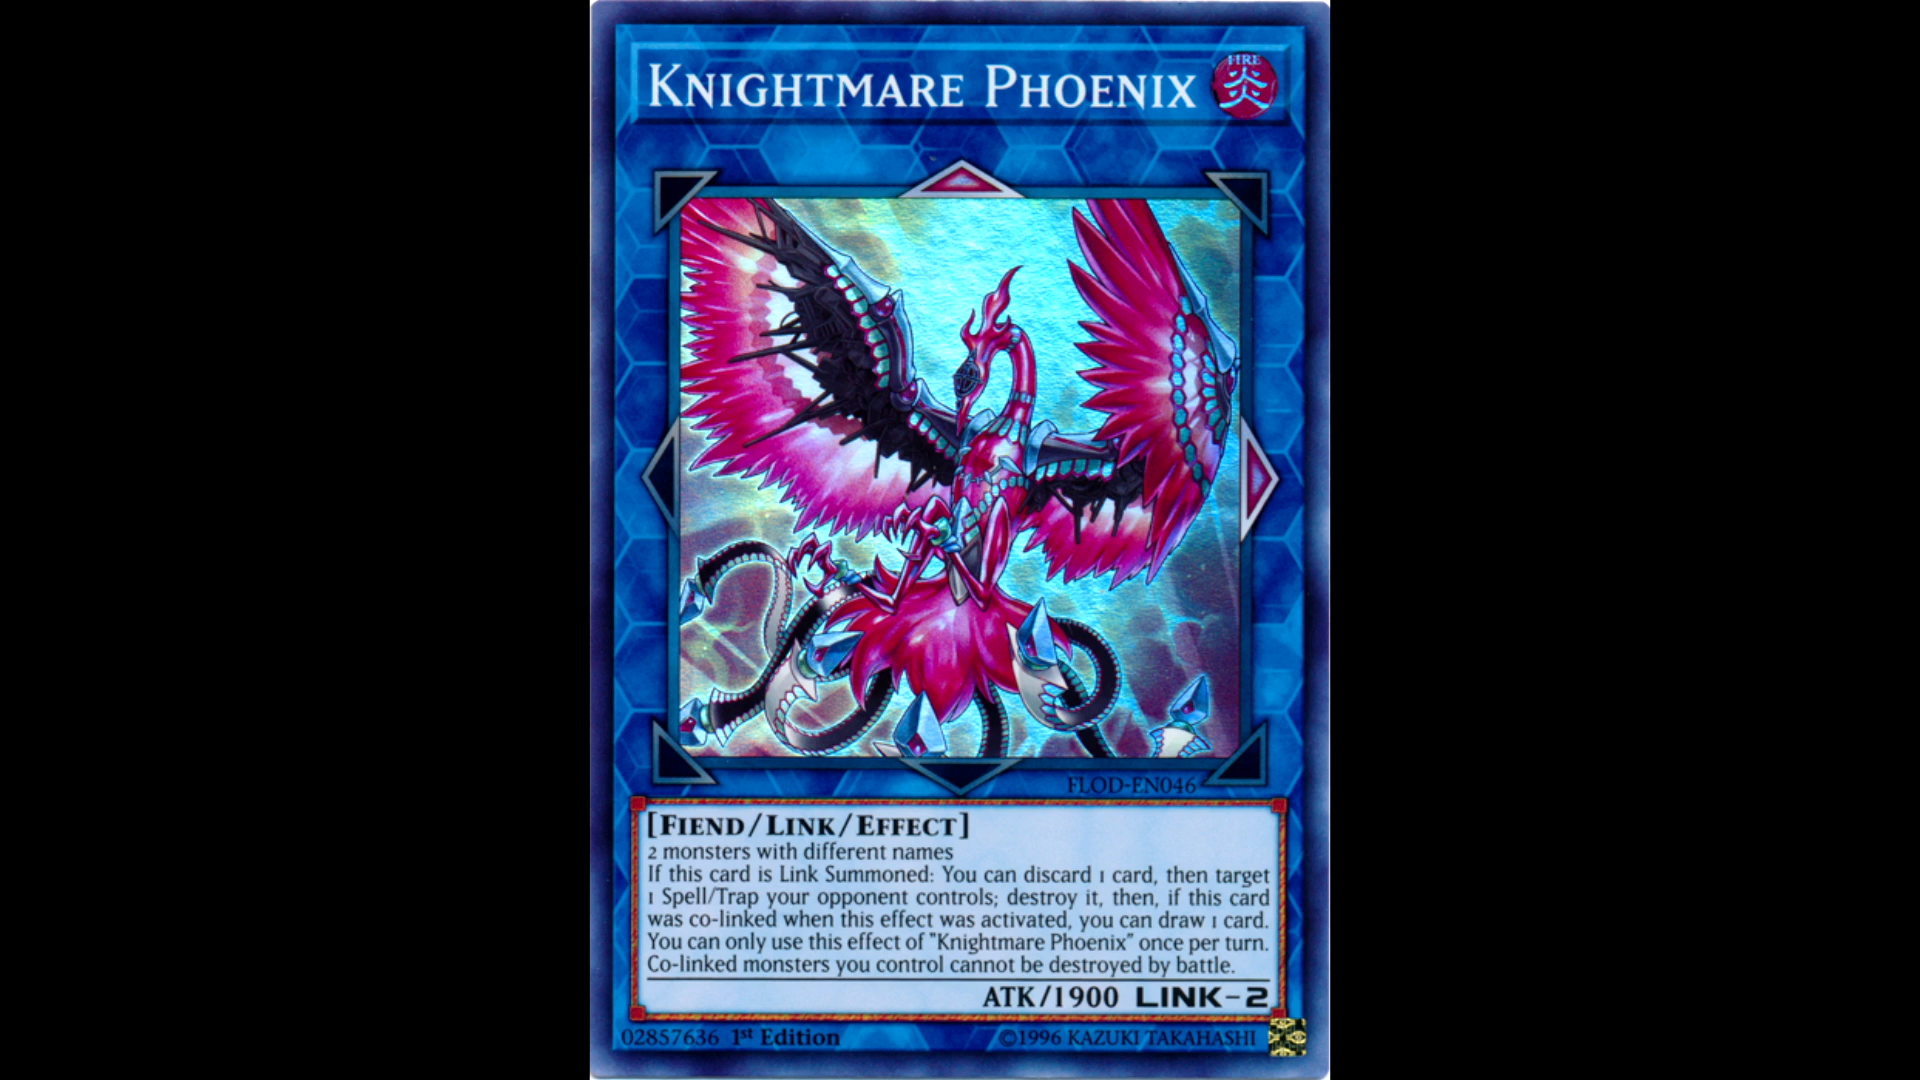 KNIGHTMARE PHOENIX
FIRE
炎
FLOD-EN046
[FIEND/LINK/EFFECT]
2 monsters with different names
If this card is Link Summoned: You can discard 1 card, then target
1 Spell/Trap your opponent controls; destroy it, then, if this card
was co-linked when this effect was activated, you can draw 1 card.
You can only use this effect of "Knightmare Phoenix" once per turn.
Co-linked monsters you control cannot be destroyed by battle.
ATK/1900 LINK-2
02857636 1st Edition ©1996 KAZUKI TAKAHASHI